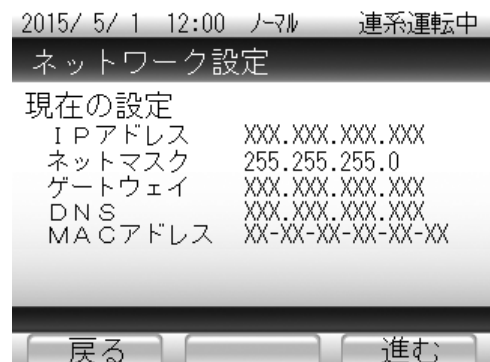 2015/ 5/ 1 12:00 ノーマル 連系運転中
ネットワーク設定
現在の設定
ＩＰアドレス XXX.XXX.XXX.XXX
ネットマスク 255.255.255.0
ゲートウェイ XXX.XXX.XXX.XXX
ＤＮＳ XXX.XXX.XXX.XXX
ＭＡＣアドレス XX-XX-XX-XX-XX-XX
戻る 進む